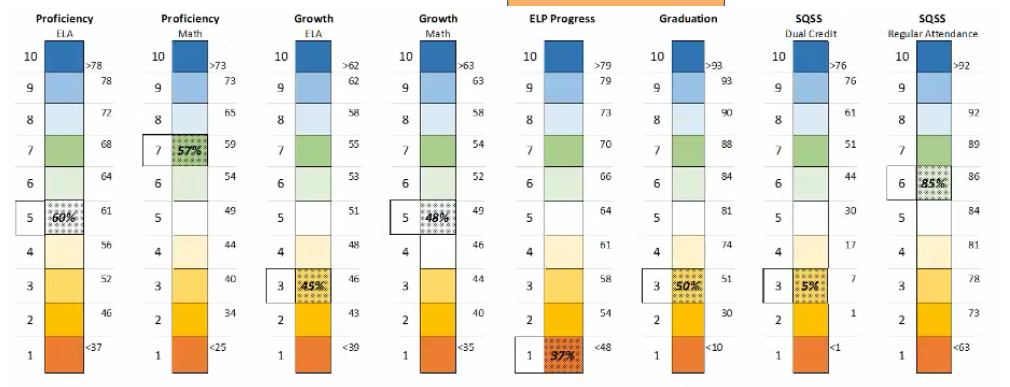 Proficiency Proficiency Growth Growth ELP Progress Graduation SQSS SQSS
ELA Math ELA Math Dual Credit Regular Attendance
10 >78 10 >73 10 >62 10 >63 10 >79 10 >93 10 >76 10 >92
9 78 9 73 9 62 9 63 9 79 9 93 9 76 9
8 72 8 65 8 58 8 58 8 73 8 90 8 61 8 92
7 68 7 57% 59 7 55 7 54 7 70 7 88 7 51 7 89
6 64 6 54 6 53 6 52 6 66 6 84 6 44 6 85% 86
5 60% 61 5 49 5 51 5 48% 49 5 64 5 81 5 30 5 84
4 56 4 44 4 48 4 46 4 61 4 74 4 17 4 81
3 52 3 40 3 45% 46 3 44 3 58 3 50% 51 3 5% 7 3 78
2 46 2 34 2 43 2 40 2 54 2 30 2 1 2 73
1 <37 1 <25 1 <39 1 <35 1 37% <48 1 <10 1 <1 1 <63